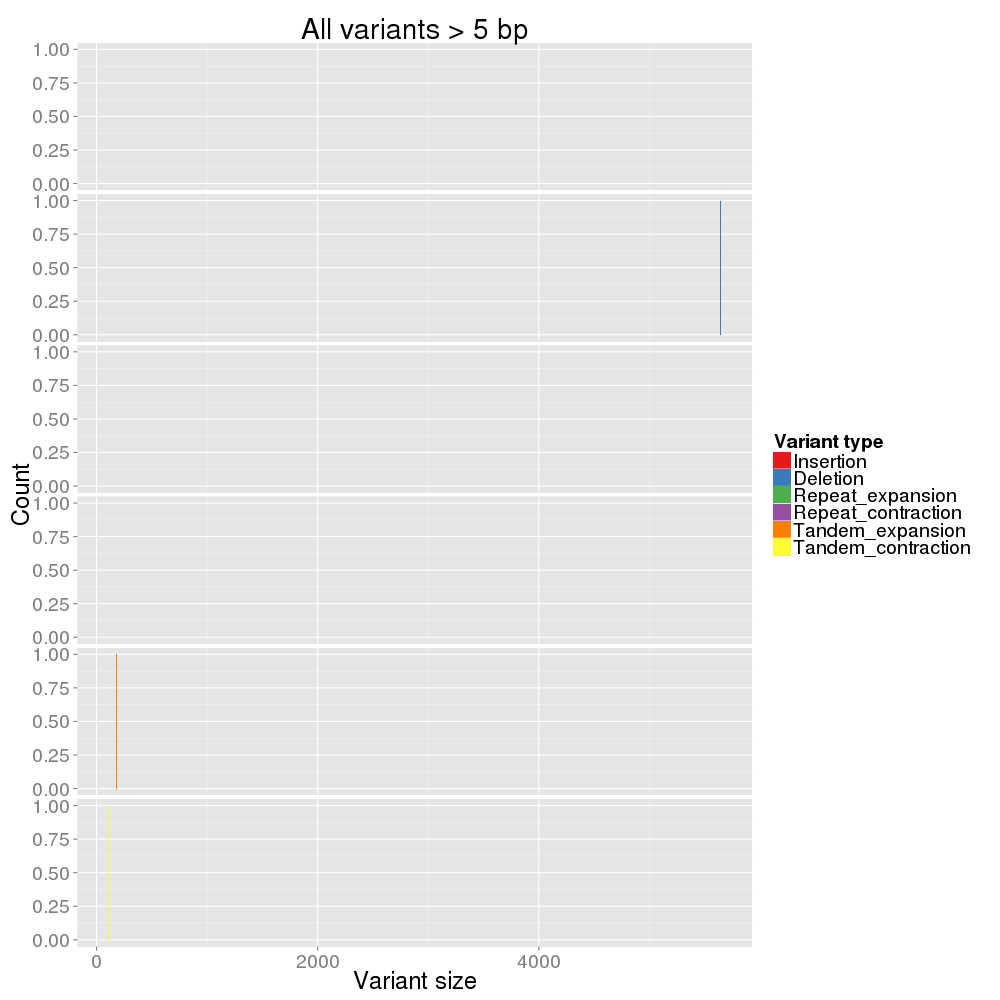 All variants > 5 bp
1.00
0.75
0.50
0.25
0.00
1.00
0.75
0.50
0.25
0.00
1.00
0.75
0.50
0.25
0.00
1.00
0.75
0.50
0.25
0.00
1.00
0.75
0.50
0.25
0.00
1.00
0.75
0.50
0.25
0.00
Count
0 2000 4000
Variant size
Variant type
Insertion
Deletion
Repeat_expansion
Repeat_contraction
Tandem_expansion
Tandem_contraction